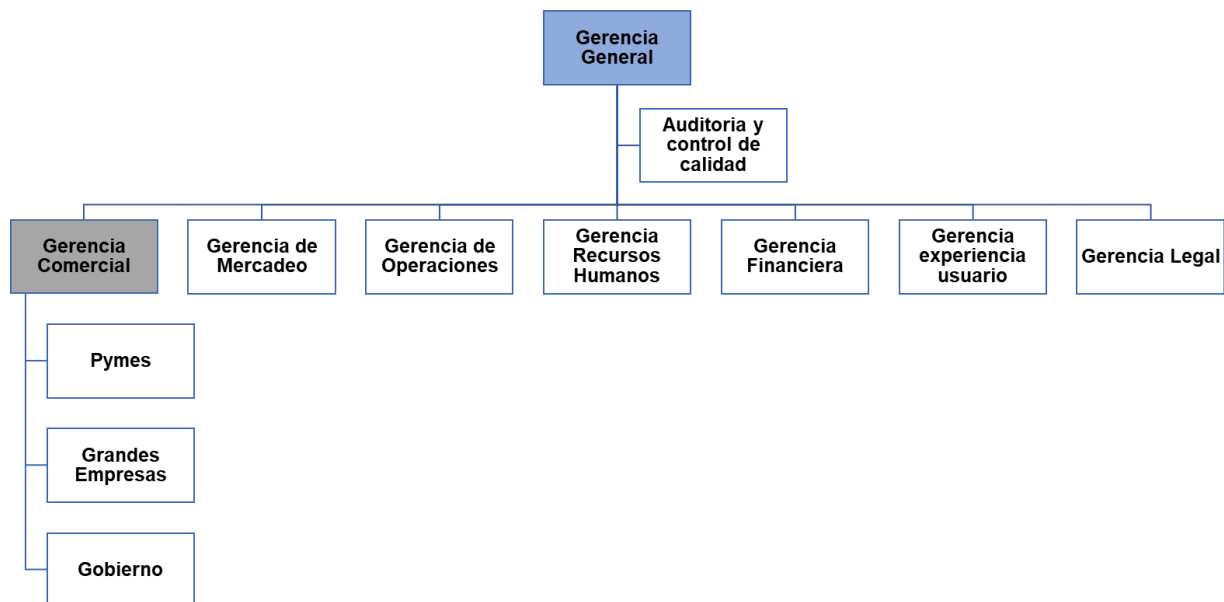 Gerencia
General
Auditoria y
control de
calidad
Gerencia
Comercial
Gerencia de
Mercadeo
Gerencia de
Operaciones
Gerencia
Recursos
Humanos
Gerencia
Financiera
Gerencia
experiencia
usuario
Gerencia Legal
Pymes
Grandes
Empresas
Gobierno